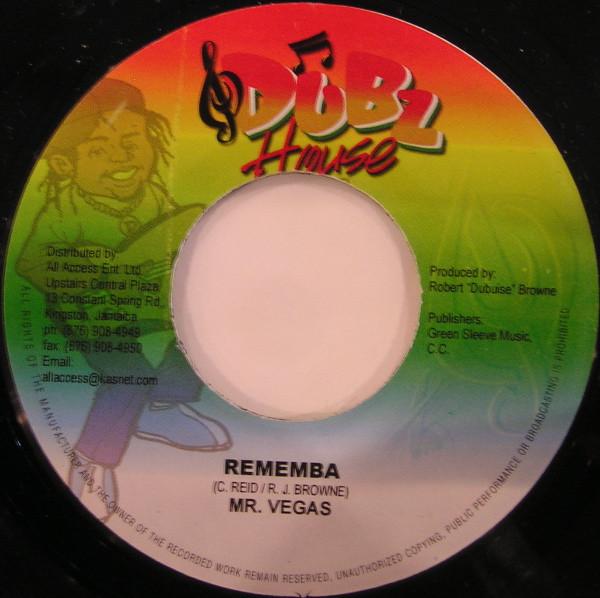 DUBZ
House
Distributed by:
All Access Ent. Ltd.
Upstairs Central Plaza
13 Constant Spring Rd,
Kingston, Jamaica
ph: (876) 908-4949
fax: (876) 908-4950
Email:
allaccess@kasnet.com
Produced by:
Robert "Dubuise" Browne
Publishers:
Green Sleeve Music,
C.C.
REMEMBA
(C. REID / R. J. BROWNE)
MR. VEGAS
ALL RIGHTS OF THE MANUFACTURER AND THE OWNER OF THE RECORDED WORK REMAIN RESERVED, UNAUTHORIZED COPYING, PUBLIC PERFORMANCE OR BROADCASTING IS PROHIBITED